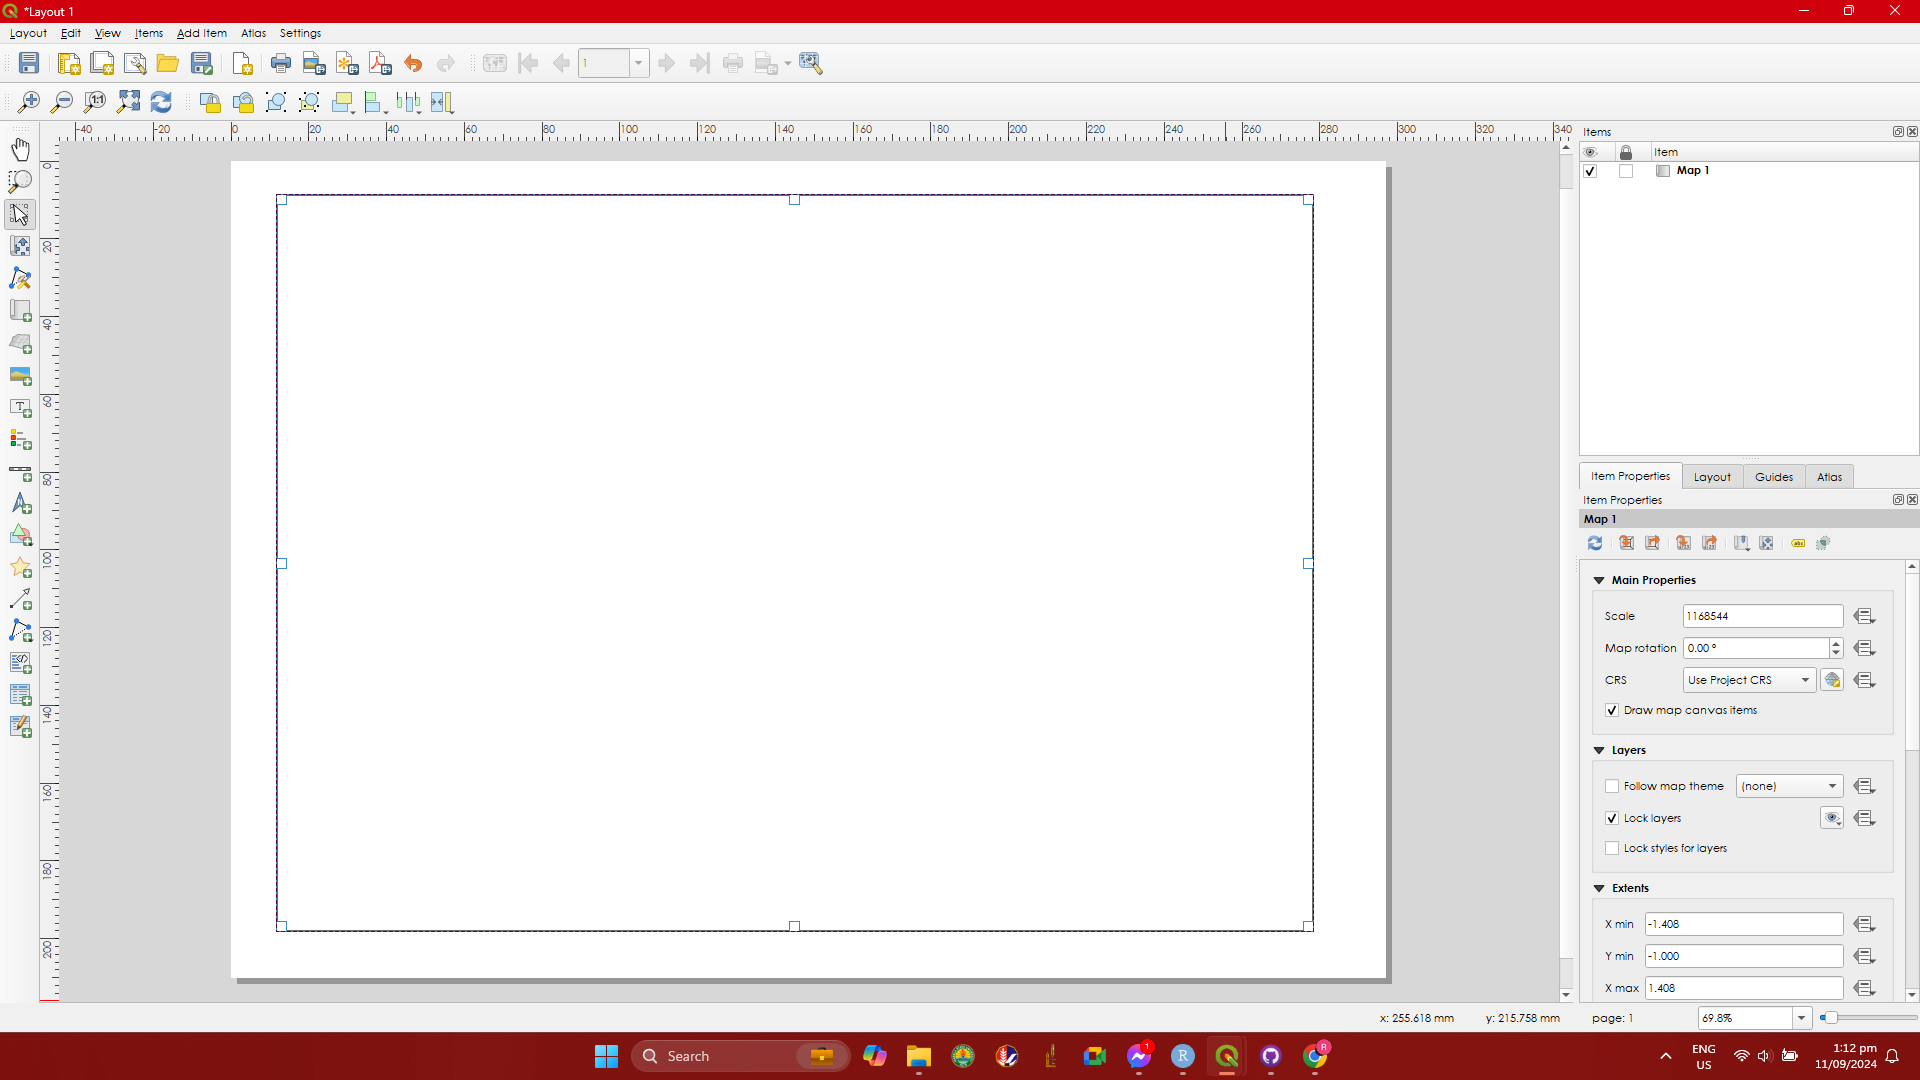 *Layout 1
Layout Edit View Items Add Item Atlas Settings
1
-40 -20 0 20 40 60 80 100 120 140 160 180 200 220 240 260 280 300 320 340
0
20
40
60
80
100
120
140
160
180
200
Items
Item
Map 1
Item Properties Layout Guides Atlas
Item Properties
Map 1
Main Properties
Scale 1168544
Map rotation 0.00 °
CRS Use Project CRS
Draw map canvas items
Layers
Follow map theme (none)
Lock layers
Lock styles for layers
Extents
X min -1.408
Y min -1.000
X max 1.408
x: 255.618 mm y: 215.758 mm page: 1 69.8%
Search
1
R
R
ENG
US
1:12 pm
11/09/2024